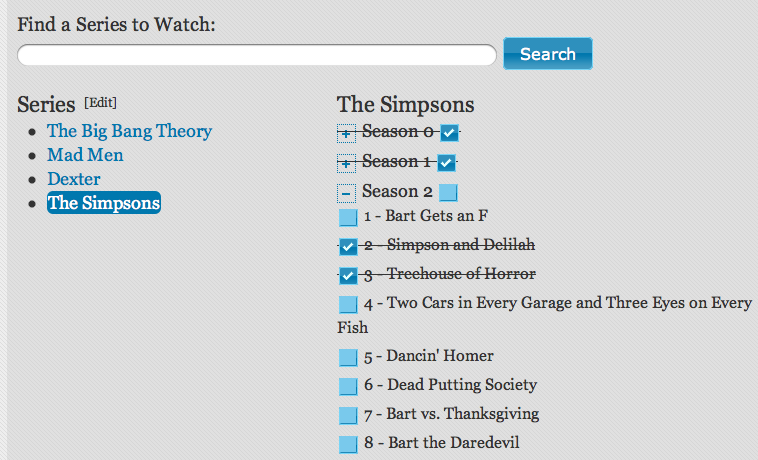 Find a Series to Watch:
Search
Series [Edit]
The Big Bang Theory
Mad Men
Dexter
The Simpsons
The Simpsons
Season 0
Season 1
Season 2
1 - Bart Gets an F
2 - Simpson and Delilah
3 - Treehouse of Horror
4 - Two Cars in Every Garage and Three Eyes on Every
Fish
5 - Dancin' Homer
6 - Dead Putting Society
7 - Bart vs. Thanksgiving
8 - Bart the Daredevil